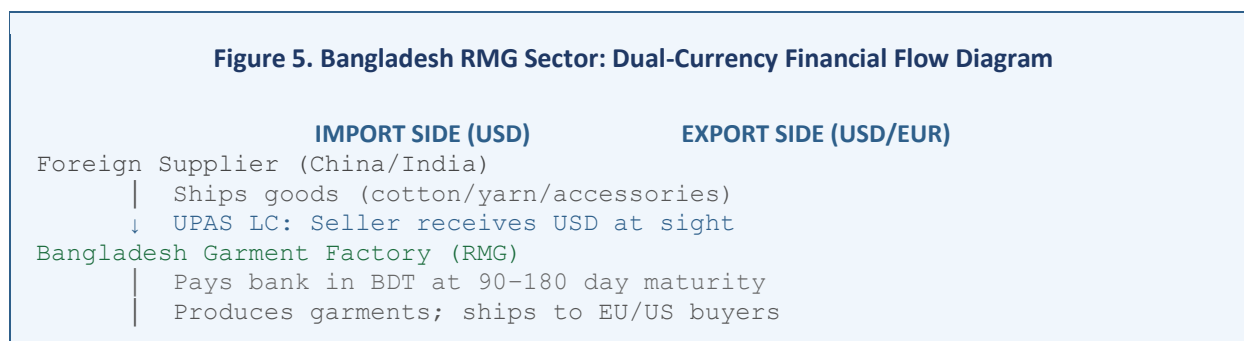 Figure 5. Bangladesh RMG Sector: Dual-Currency Financial Flow Diagram
IMPORT SIDE (USD) EXPORT SIDE (USD/EUR)
Foreign Supplier (China/India)
│ Ships goods (cotton/yarn/accessories)
↓ UPAS LC: Seller receives USD at sight
Bangladesh Garment Factory (RMG)
│ Pays bank in BDT at 90–180 day maturity
│ Produces garments; ships to EU/US buyers